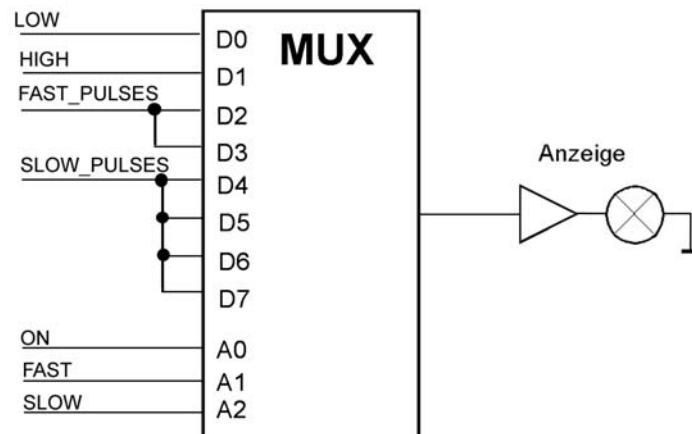 LOW
HIGH
FAST_PULSES
SLOW_PULSES
ON
FAST
SLOW
MUX
D0
D1
D2
D3
D4
D5
D6
D7
A0
A1
A2
Anzeige